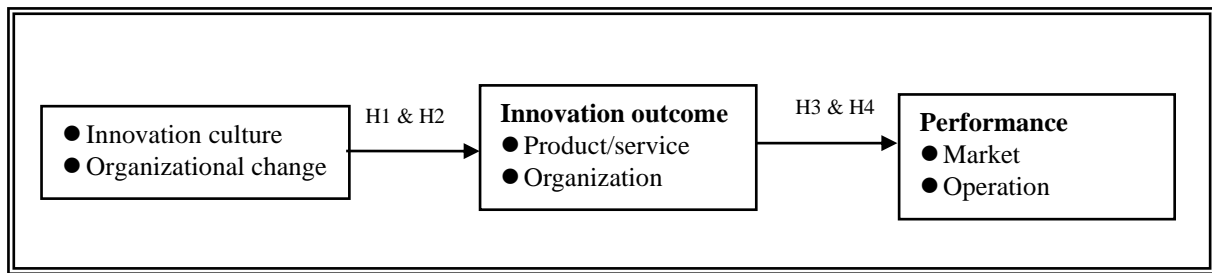 ● Innovation culture
● Organizational change
H1 & H2
Innovation outcome
● Product/service
● Organization
H3 & H4
Performance
● Market
● Operation